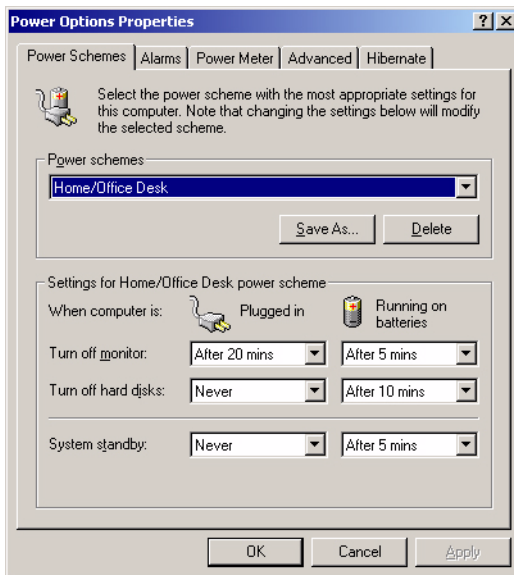 Power Options Properties
Power Schemes
Alarms
Power Meter
Advanced
Hibernate
Select the power scheme with the most appropriate settings for
this computer. Note that changing the settings below will modify
the selected scheme.
Power schemes
Home/Office Desk
Save As...
Delete
Settings for Home/Office Desk power scheme
When computer is:
Plugged in
Running on
batteries
Turn off monitor:
After 20 mins
After 5 mins
Turn off hard disks:
Never
After 10 mins
System standby:
Never
After 5 mins
OK
Cancel
Apply